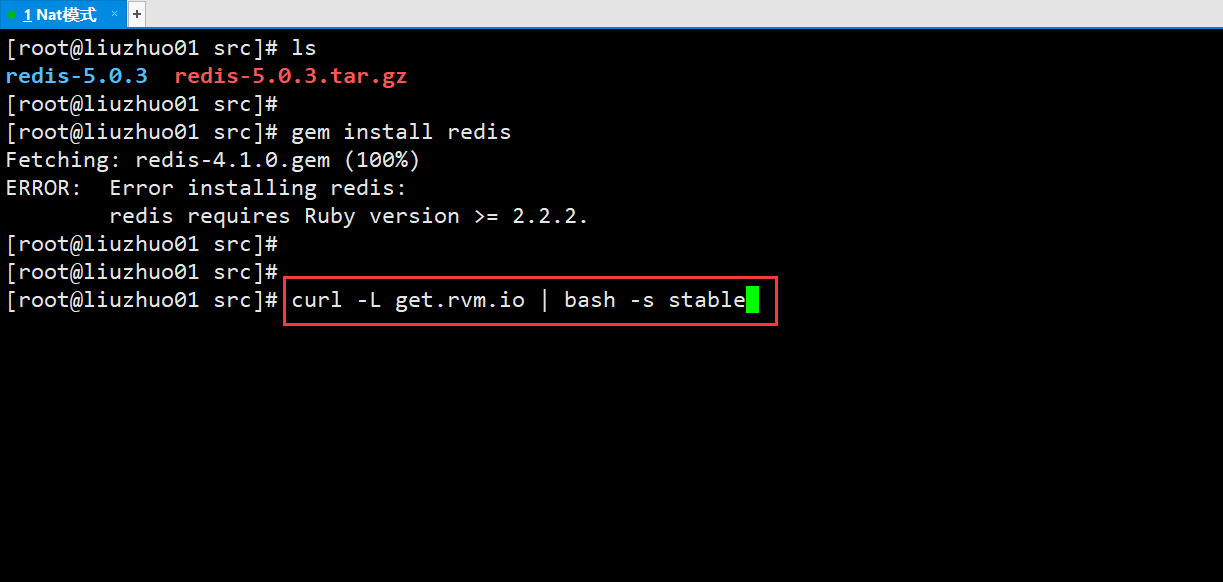 1 Nat模式 × +
[root@liuzhuo01 src]# ls
redis-5.0.3  redis-5.0.3.tar.gz
[root@liuzhuo01 src]#
[root@liuzhuo01 src]# gem install redis
Fetching: redis-4.1.0.gem (100%)
ERROR:  Error installing redis:
        redis requires Ruby version >= 2.2.2.
[root@liuzhuo01 src]#
[root@liuzhuo01 src]#
[root@liuzhuo01 src]# curl -L get.rvm.io | bash -s stable